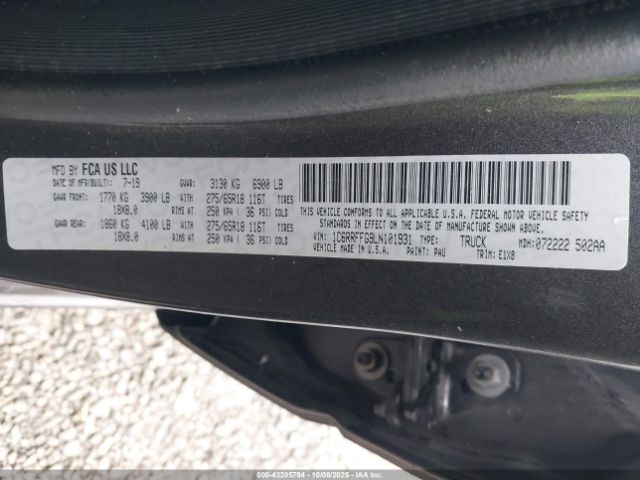 MFD BY FCA US LLC
DATE OF MFR(BUILT): 7-19 GVWR: 3130 KG 6900 LB
GAWR FRONT: 1770 KG 3900 LB WITH 275/65R18 116T TIRES
18X8.0 RIMS AT 250 KPA ( 36 PSI) COLD
GAWR REAR: 1860 KG 4100 LB WITH 275/65R18 116T TIRES
18X8.0 RIMS AT 250 KPA ( 36 PSI) COLD
THIS VEHICLE CONFORMS TO ALL APPLICABLE U.S.A. FEDERAL MOTOR VEHICLE SAFETY
STANDARDS IN EFFECT ON THE DATE OF MANUFACTURE SHOWN ABOVE.
VIN: 1C6RRFFG9LN101931 TYPE: TRUCK MDH: 072222 502AA
VEHICLE MADE IN U.S.A. PAINT: PAU TRIM: E1X8
000-43395794 10/08/2025 IAAI.COM